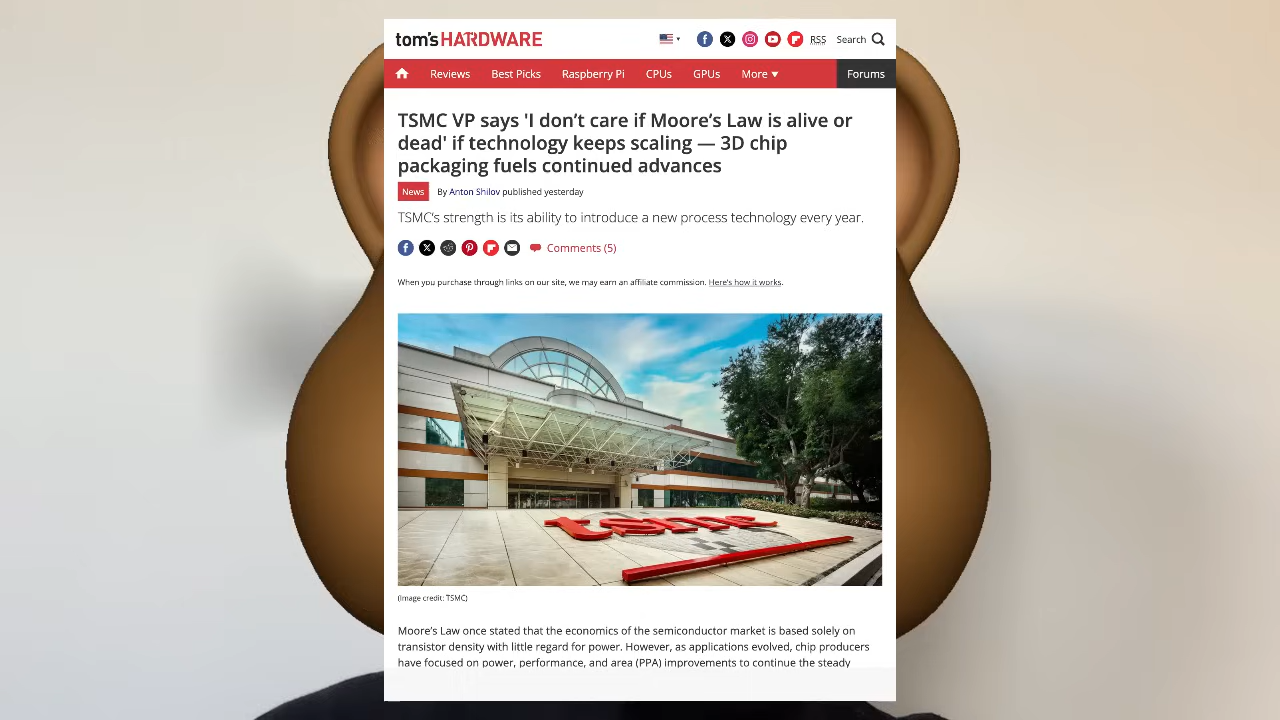 tom's HARDWARE
RSS
Search
Reviews
Best Picks
Raspberry Pi
CPUs
GPUs
More
Forums
TSMC VP says 'I don’t care if Moore’s Law is alive or
dead' if technology keeps scaling — 3D chip
packaging fuels continued advances
News
By Anton Shilov published yesterday
TSMC's strength is its ability to introduce a new process technology every year.
Comments (5)
When you purchase through links on our site, we may earn an affiliate commission. Here's how it works.
tsmc
(Image credit: TSMC)
Moore’s Law once stated that the economics of the semiconductor market is based solely on
transistor density with little regard for power. However, as applications evolved, chip producers
have focused on power, performance, and area (PPA) improvements to continue the steady